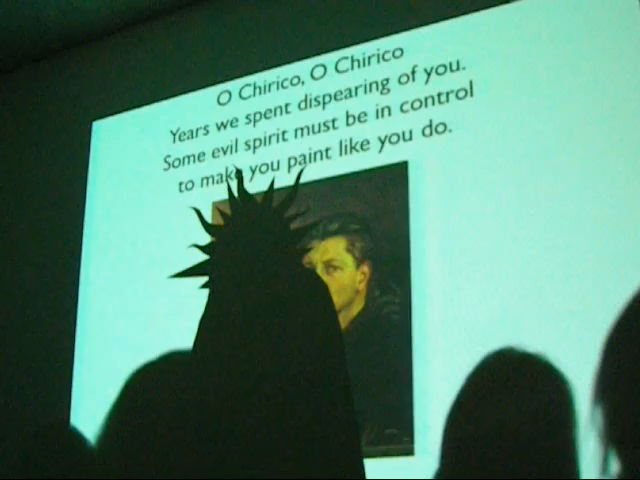 O Chirico, O Chirico
Years we spent dispearing of you.
Some evil spirit must be in control
to make you paint like you do.